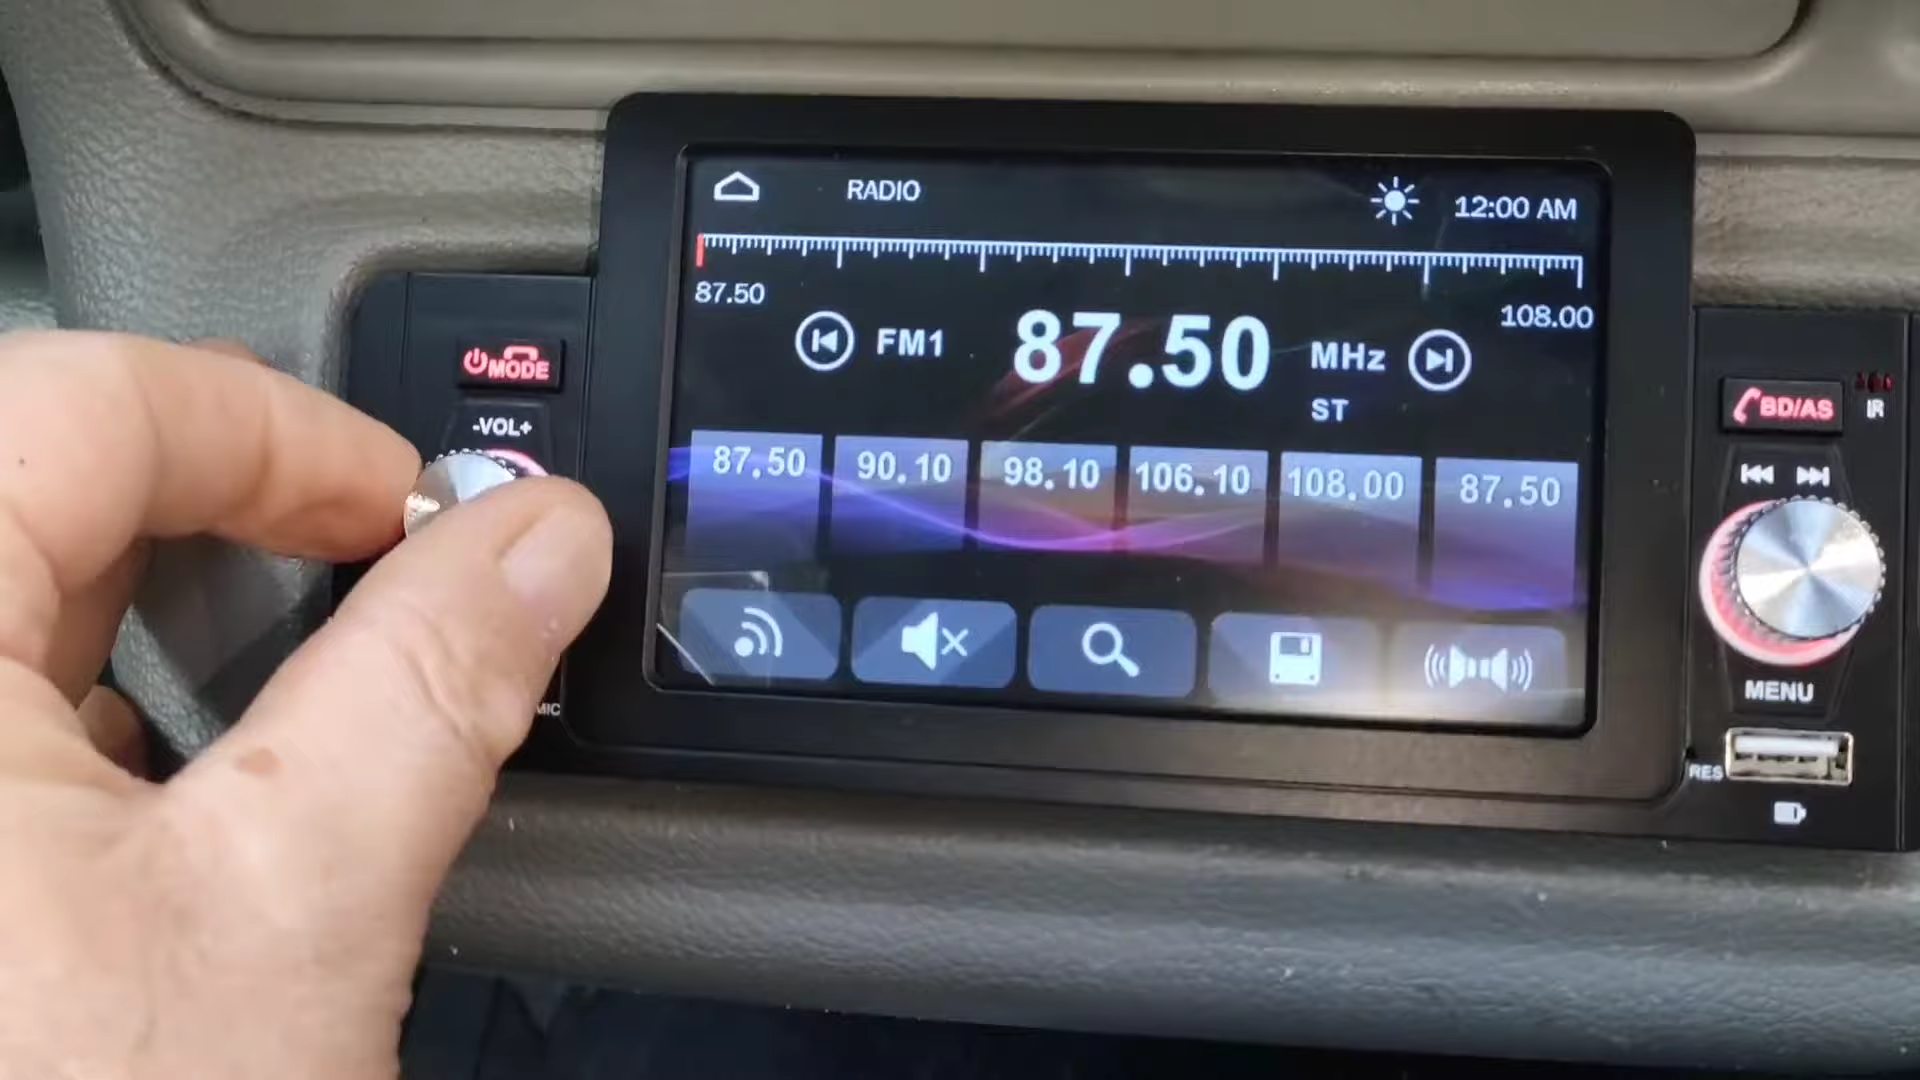 RADIO
12:00 AM
87.50
108.00
FM1
87.50
MHz
ST
87.50
90.10
98.10
106.10
108.00
87.50
MODE
-VOL+
MIC
BD/AS
IR
MENU
RES